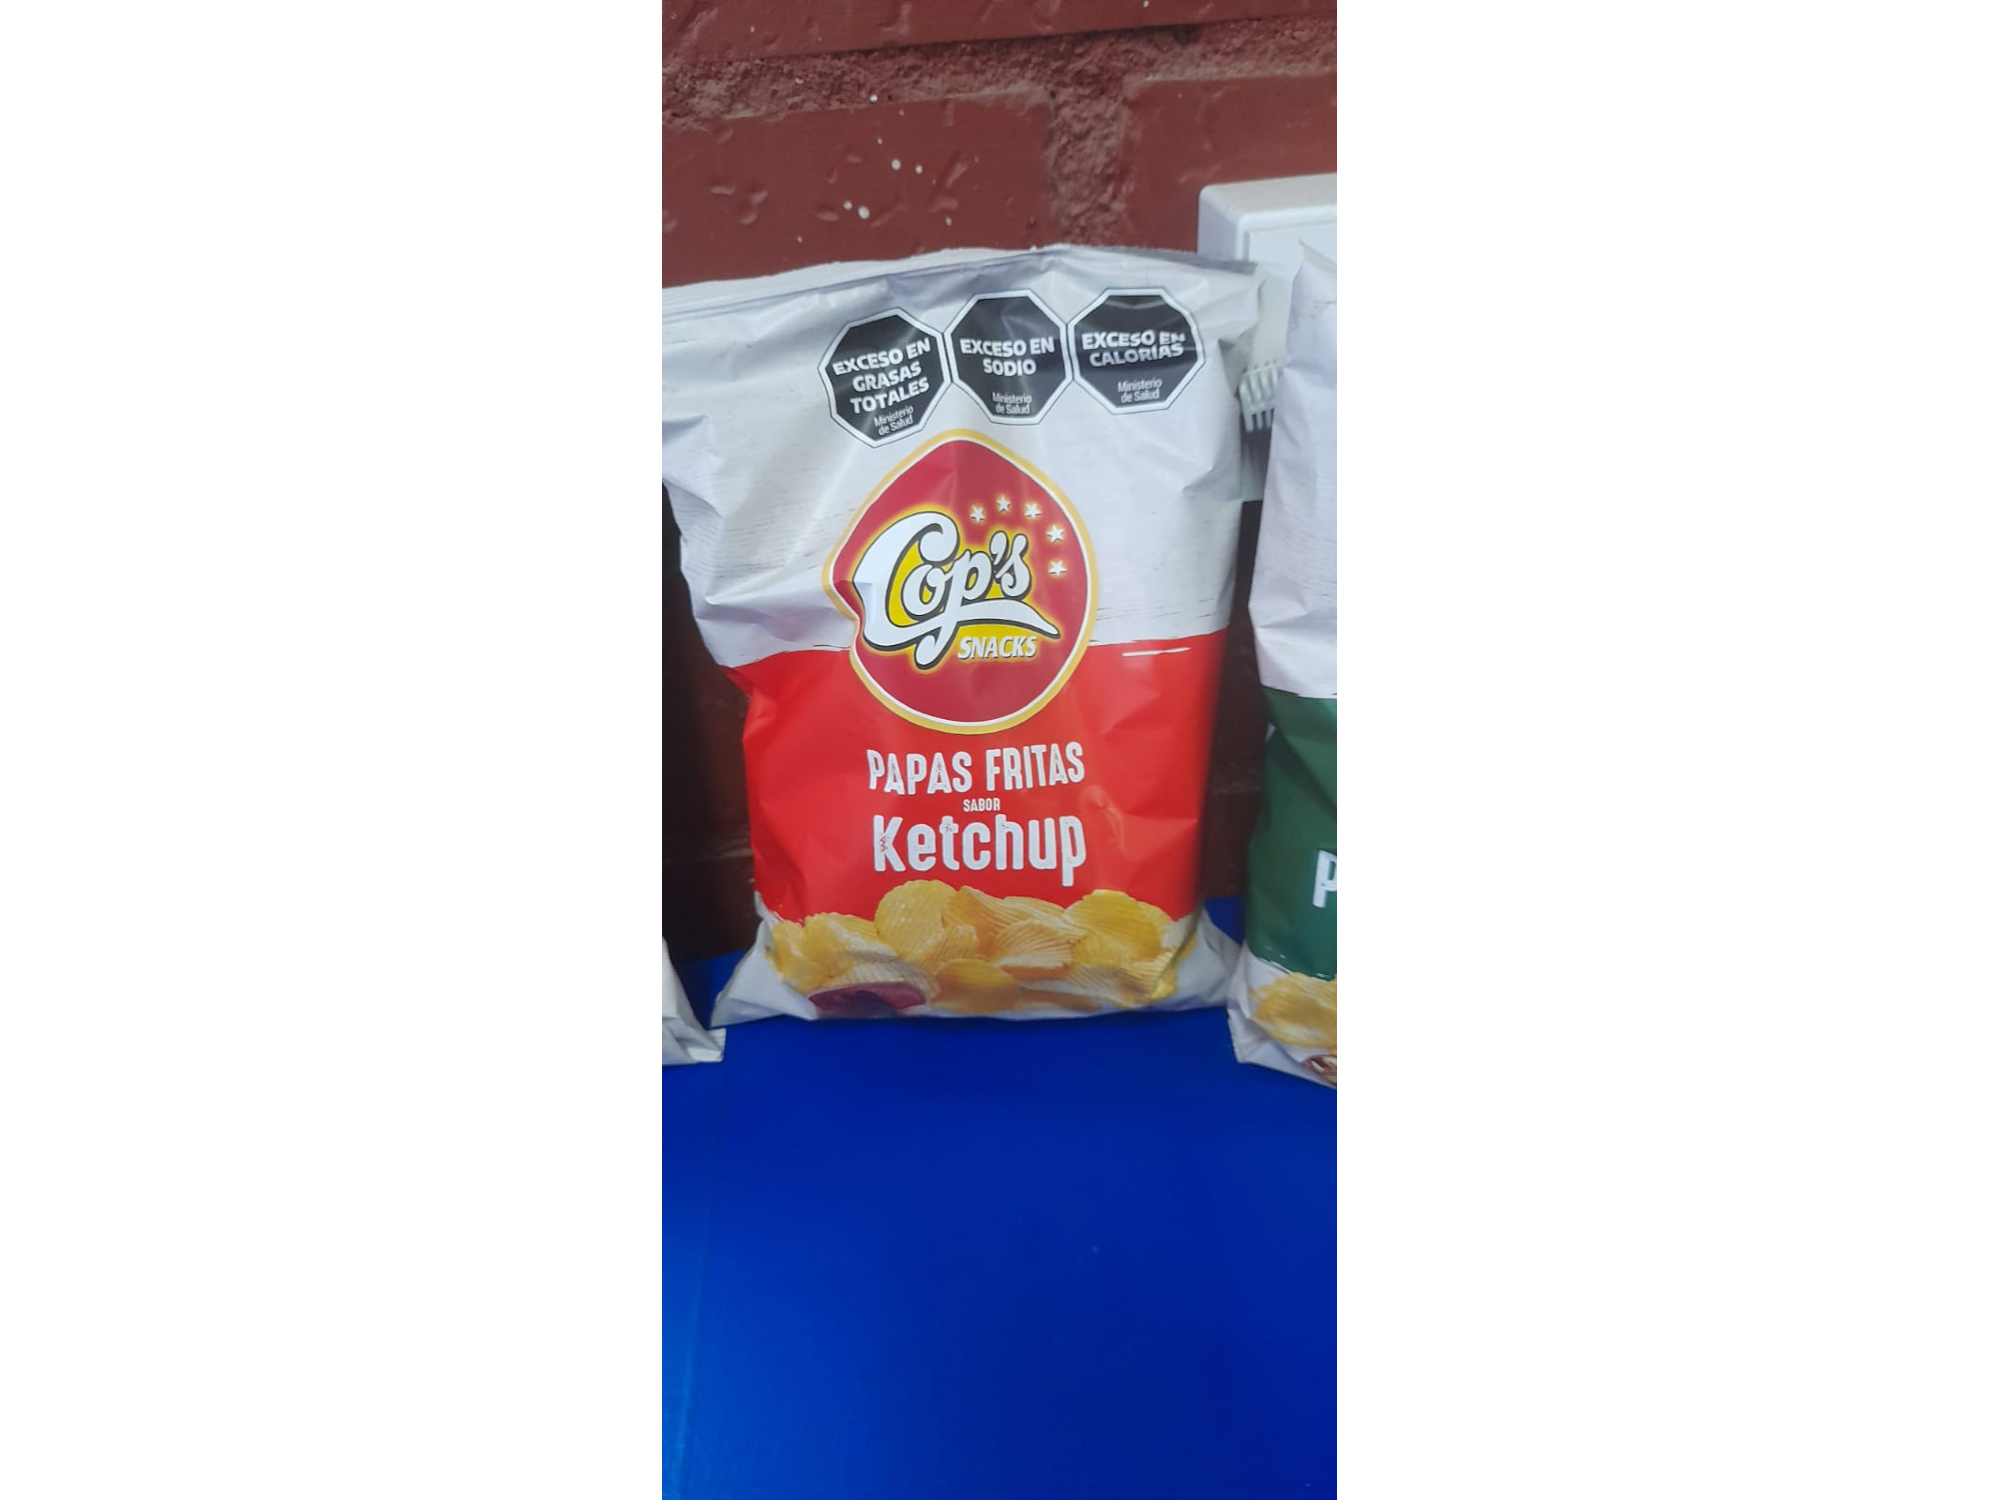 EXCESO EN
GRASAS
TOTALES
Ministerio
de Salud
EXCESO EN
SODIO
Ministerio
de Salud
EXCESO EN
CALORÍAS
Ministerio
de Salud
Cop's
SNACKS
PAPAS FRITAS
SABOR
Ketchup
P